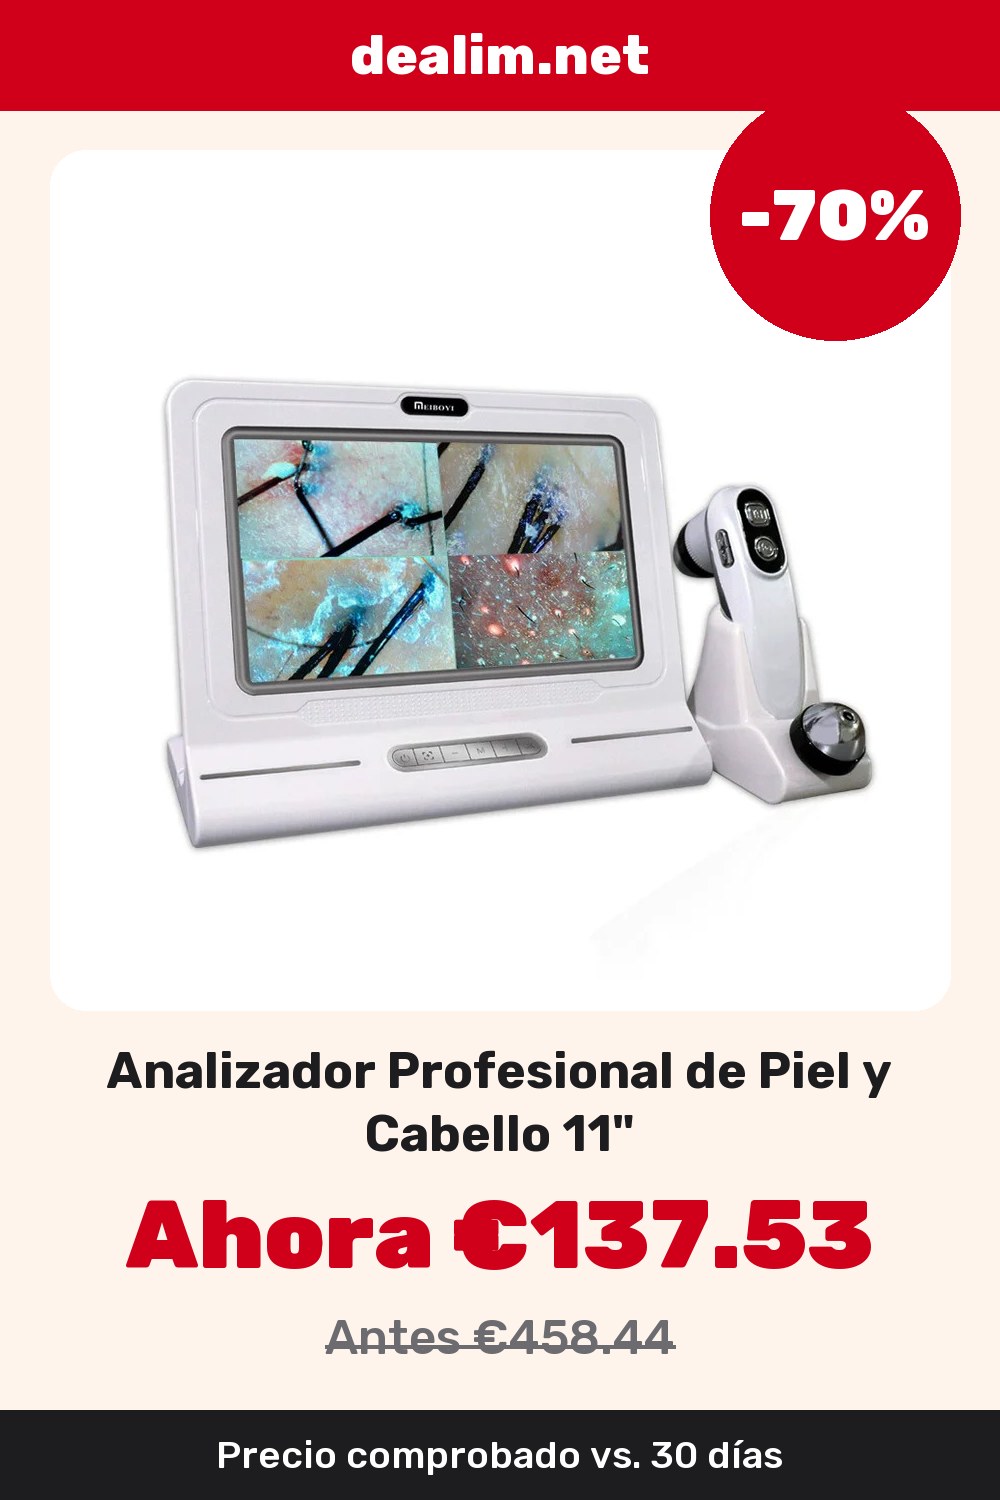 dealim.net
-70%
MEIBOYI
Analizador Profesional de Piel y
Cabello 11"
Ahora €137.53
Antes €458.44
Precio comprobado vs. 30 días